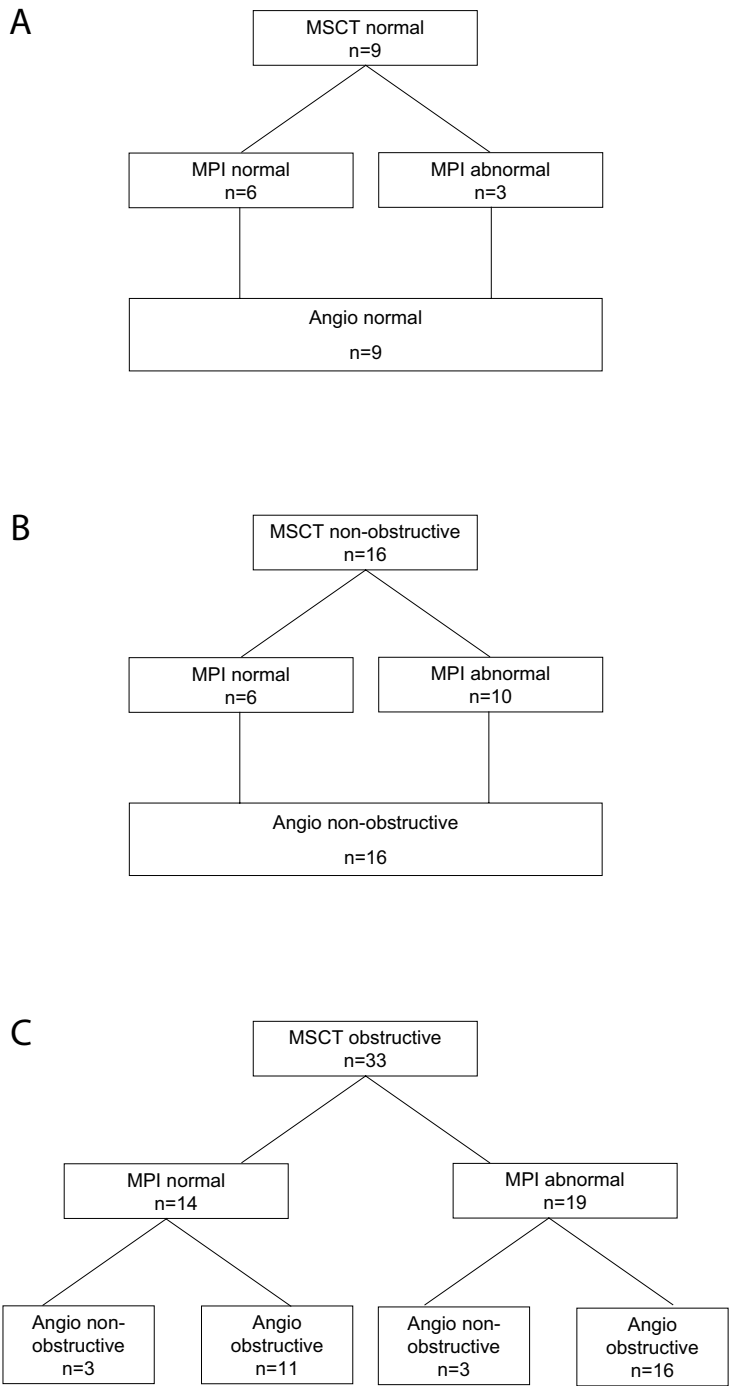 A
MSCT normal
n=9
MPI normal
n=6
MPI abnormal
n=3
Angio normal
n=9
B
MSCT non-obstructive
n=16
MPI normal
n=6
MPI abnormal
n=10
Angio non-obstructive
n=16
C
MSCT obstructive
n=33
MPI normal
n=14
MPI abnormal
n=19
Angio non-
obstructive
n=3
Angio
obstructive
n=11
Angio non-
obstructive
n=3
Angio
obstructive
n=16